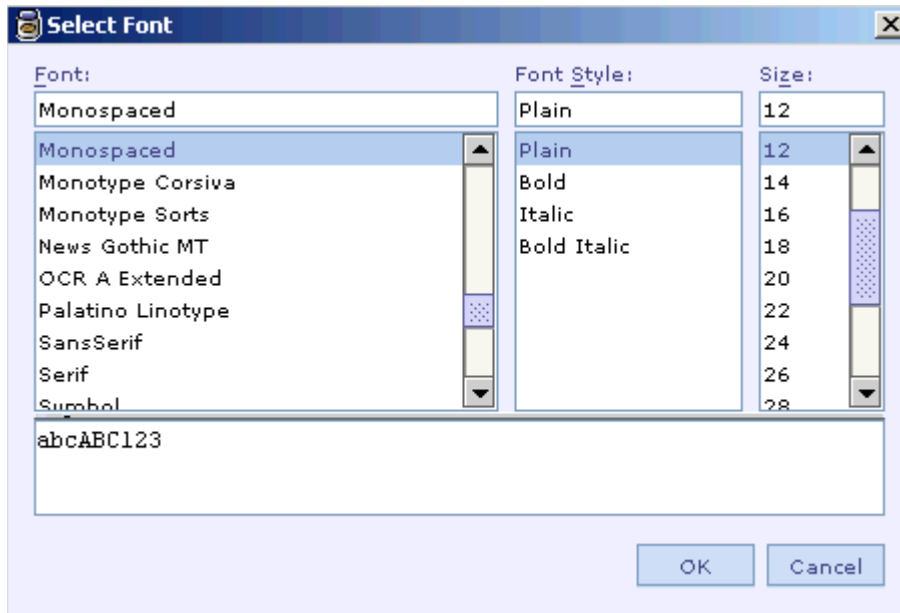 Select Font
Font: Font Style: Size:
Monospaced Plain 12
Monospaced Plain 12
Monotype Corsiva Bold 14
Monotype Sorts Italic 16
News Gothic MT Bold Italic 18
OCR A Extended 20
Palatino Linotype 22
SansSerif 24
Serif 26
Symbol 28
abcABC123
OK Cancel